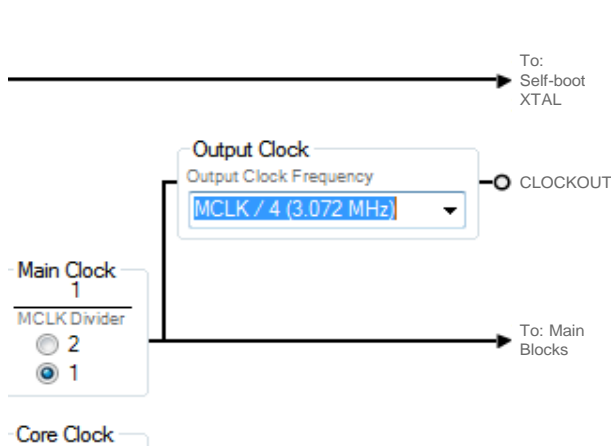 To:
Self-boot
XTAL
Output Clock
Output Clock Frequency
MCLK / 4 (3.072 MHz)
CLOCKOUT
Main Clock
1
MCLK Divider
2
1
To: Main
Blocks
Core Clock